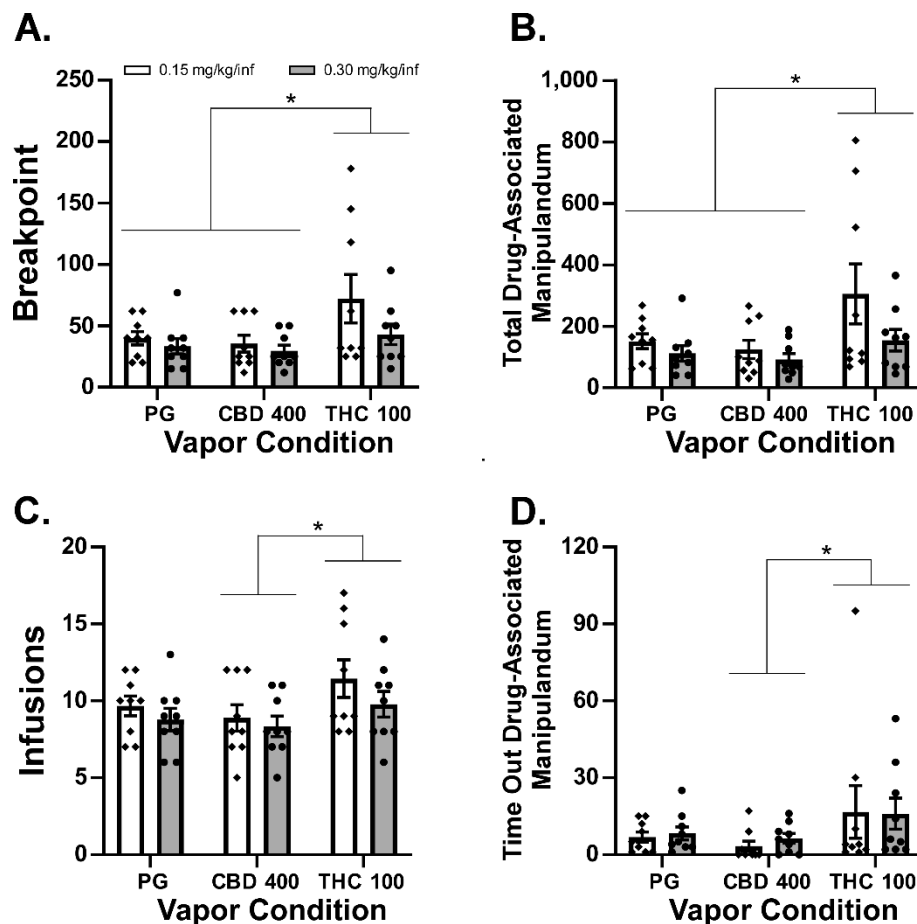 A.
0.15 mg/kg/inf 0.30 mg/kg/inf
Breakpoint
250
200
150
100
50
0
*
PG CBD 400 THC 100
Vapor Condition
B.
Total Drug-Associated
Manipulandum
1,000
800
600
400
200
0
*
PG CBD 400 THC 100
Vapor Condition
C.
Infusions
20
15
10
5
0
*
PG CBD 400 THC 100
Vapor Condition
D.
Time Out Drug-Associated
Manipulandum
120
90
60
30
0
*
PG CBD 400 THC 100
Vapor Condition